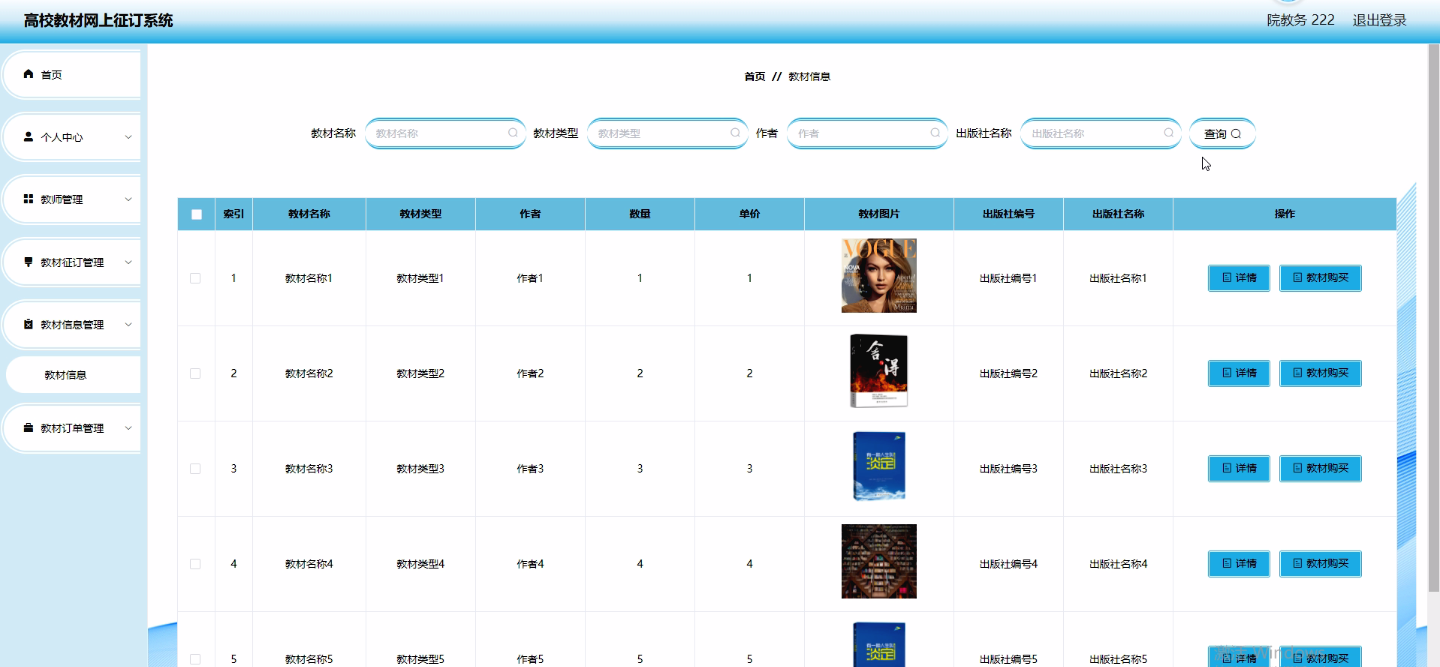 高校教材网上征订系统
院教务 222 退出登录
首页
个人中心
教师管理
教材征订管理
教材信息管理
教材信息
教材订单管理
首页 // 教材信息
教材名称 教材名称 教材类型 教材类型 作者 作者 出版社名称 出版社名称 查询
索引 教材名称 教材类型 作者 数量 单价 教材图片 出版社编号 出版社名称 操作
1 教材名称1 教材类型1 作者1 1 1 VOGUE 出版社编号1 出版社名称1 详情 教材购买
2 教材名称2 教材类型2 作者2 2 2 舍得 出版社编号2 出版社名称2 详情 教材购买
3 教材名称3 教材类型3 作者3 3 3 淡定 出版社编号3 出版社名称3 详情 教材购买
4 教材名称4 教材类型4 作者4 4 4 出版社编号4 出版社名称4 详情 教材购买
5 教材名称5 教材类型5 作者5 5 5 淡定 出版社编号5 出版社名称5 详情 教材购买